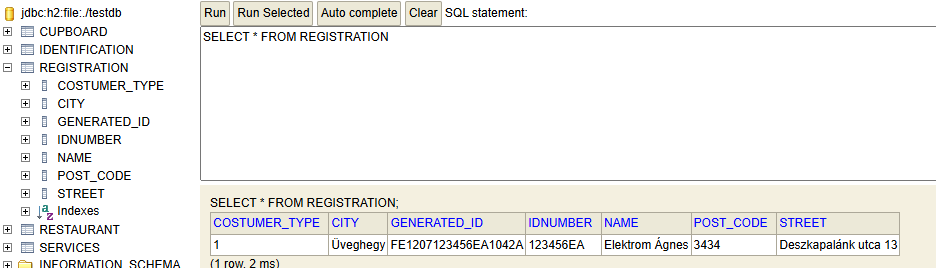 jdbc:h2:file:./testdb
CUPBOARD
IDENTIFICATION
REGISTRATION
COSTUMER_TYPE
CITY
GENERATED_ID
IDNUMBER
NAME
POST_CODE
STREET
Indexes
RESTAURANT
SERVICES
INFORMATION_SCHEMA
Run Run Selected Auto complete Clear SQL statement:
SELECT * FROM REGISTRATION
SELECT * FROM REGISTRATION;
COSTUMER_TYPE CITY GENERATED_ID IDNUMBER NAME POST_CODE STREET
1 Üveghegy FE1207123456EA1042A 123456EA Elektrom Ágnes 3434 Deszkapalánk utca 13
(1 row, 2 ms)